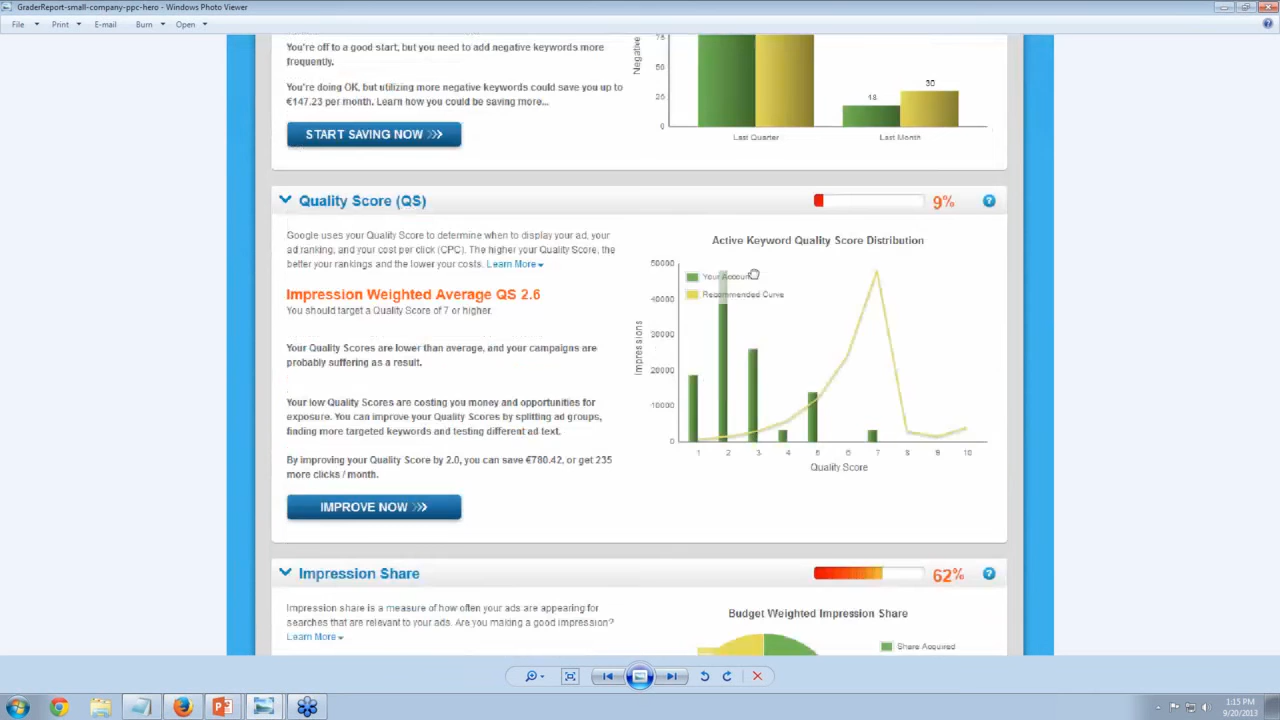 GraderReport-small-company-ppc-hero - Windows Photo Viewer
File Print E-mail Burn Open
You're off to a good start, but you need to add negative keywords more
frequently.
You're doing OK, but utilizing more negative keywords could save you up to
€147.23 per month. Learn how you could be saving more...
START SAVING NOW
Negative
75
50
25
0
18
30
Last Quarter
Last Month
Quality Score (QS)
9%
?
Google uses your Quality Score to determine when to display your ad, your
ad ranking, and your cost per click (CPC). The higher your Quality Score, the
better your rankings and the lower your costs. Learn More
Impression Weighted Average QS 2.6
You should target a Quality Score of 7 or higher.
Your Quality Scores are lower than average, and your campaigns are
probably suffering as a result.
Your low Quality Scores are costing you money and opportunities for
exposure. You can improve your Quality Scores by splitting ad groups,
finding more targeted keywords and testing different ad text.
By improving your Quality Score by 2.0, you can save €780.42, or get 235
more clicks / month.
IMPROVE NOW
Active Keyword Quality Score Distribution
Your Account
Recommended Curve
Impressions
50000
40000
30000
20000
10000
0
1 2 3 4 5 6 7 8 9 10
Quality Score
Impression Share
62%
?
Impression share is a measure of how often your ads are appearing for
searches that are relevant to your ads. Are you making a good impression?
Learn More
Budget Weighted Impression Share
Share Acquired
1:15 PM
9/20/2013